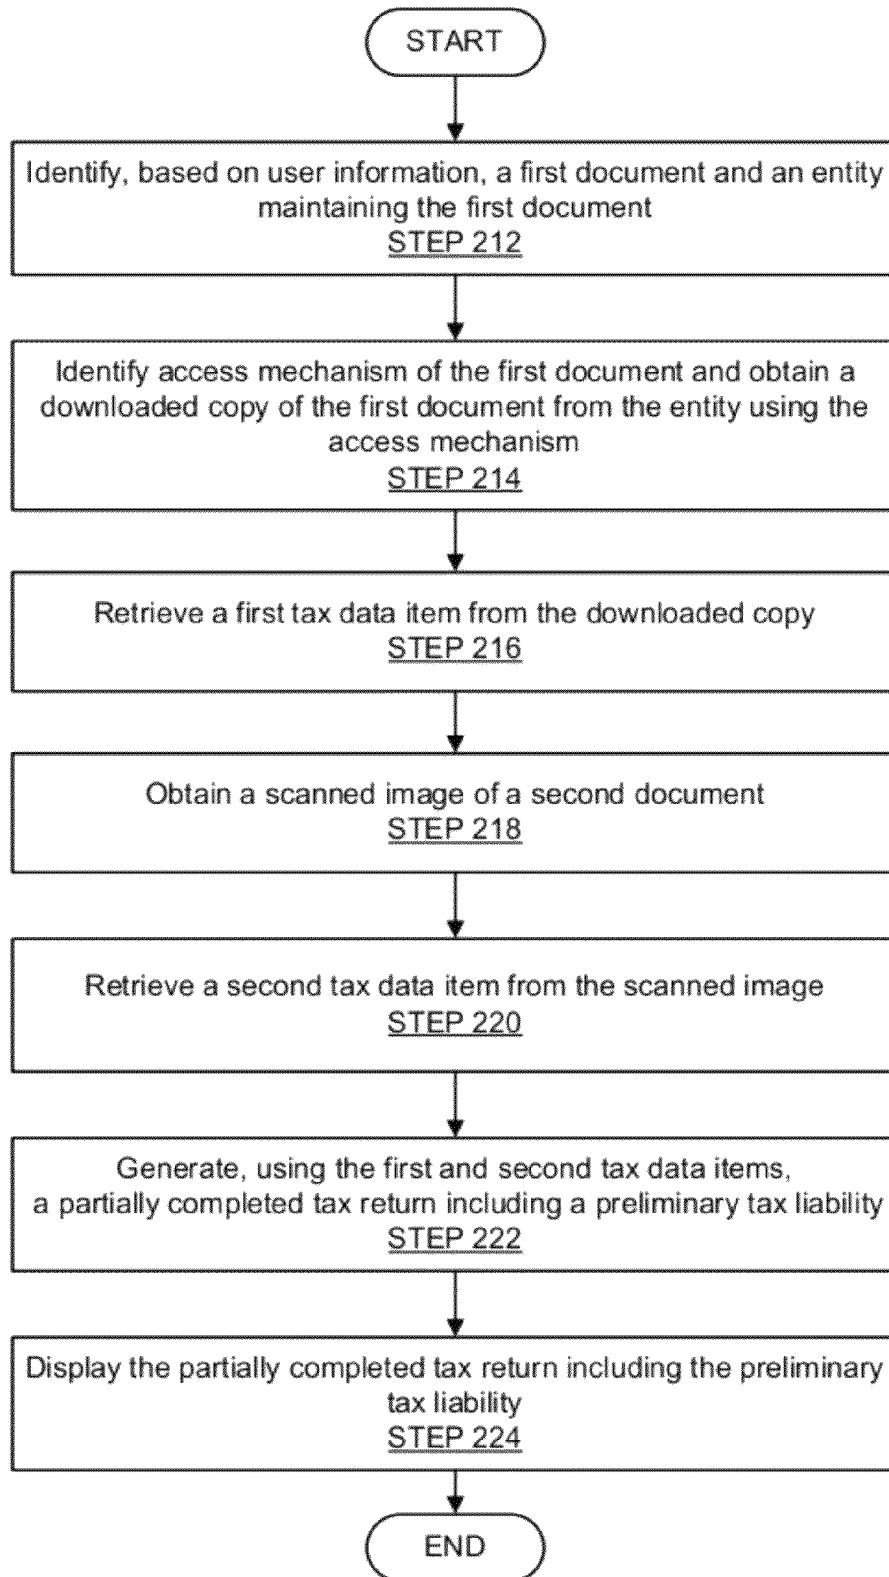 START
Identify, based on user information, a first document and an entity
maintaining the first document
STEP 212
Identify access mechanism of the first document and obtain a
downloaded copy of the first document from the entity using the
access mechanism
STEP 214
Retrieve a first tax data item from the downloaded copy
STEP 216
Obtain a scanned image of a second document
STEP 218
Retrieve a second tax data item from the scanned image
STEP 220
Generate, using the first and second tax data items,
a partially completed tax return including a preliminary tax liability
STEP 222
Display the partially completed tax return including the preliminary
tax liability
STEP 224
END